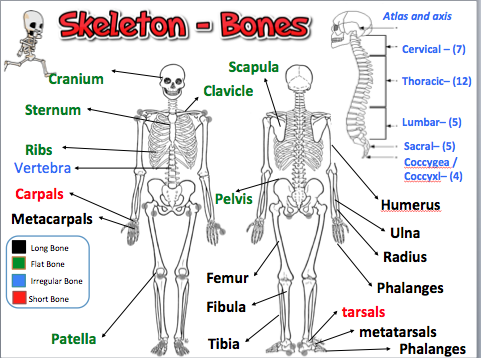 Skeleton - Bones
Atlas and axis
Cervical – (7)
Thoracic– (12)
Lumbar– (5)
Sacral– (5)
Coccygea /
Coccyxl– (4)
Cranium
Sternum
Ribs
Vertebra
Carpals
Metacarpals
Long Bone
Flat Bone
Irregular Bone
Short Bone
Patella
Scapula
Clavicle
Pelvis
Femur
Fibula
Tibia
Humerus
Ulna
Radius
Phalanges
tarsals
metatarsals
Phalanges